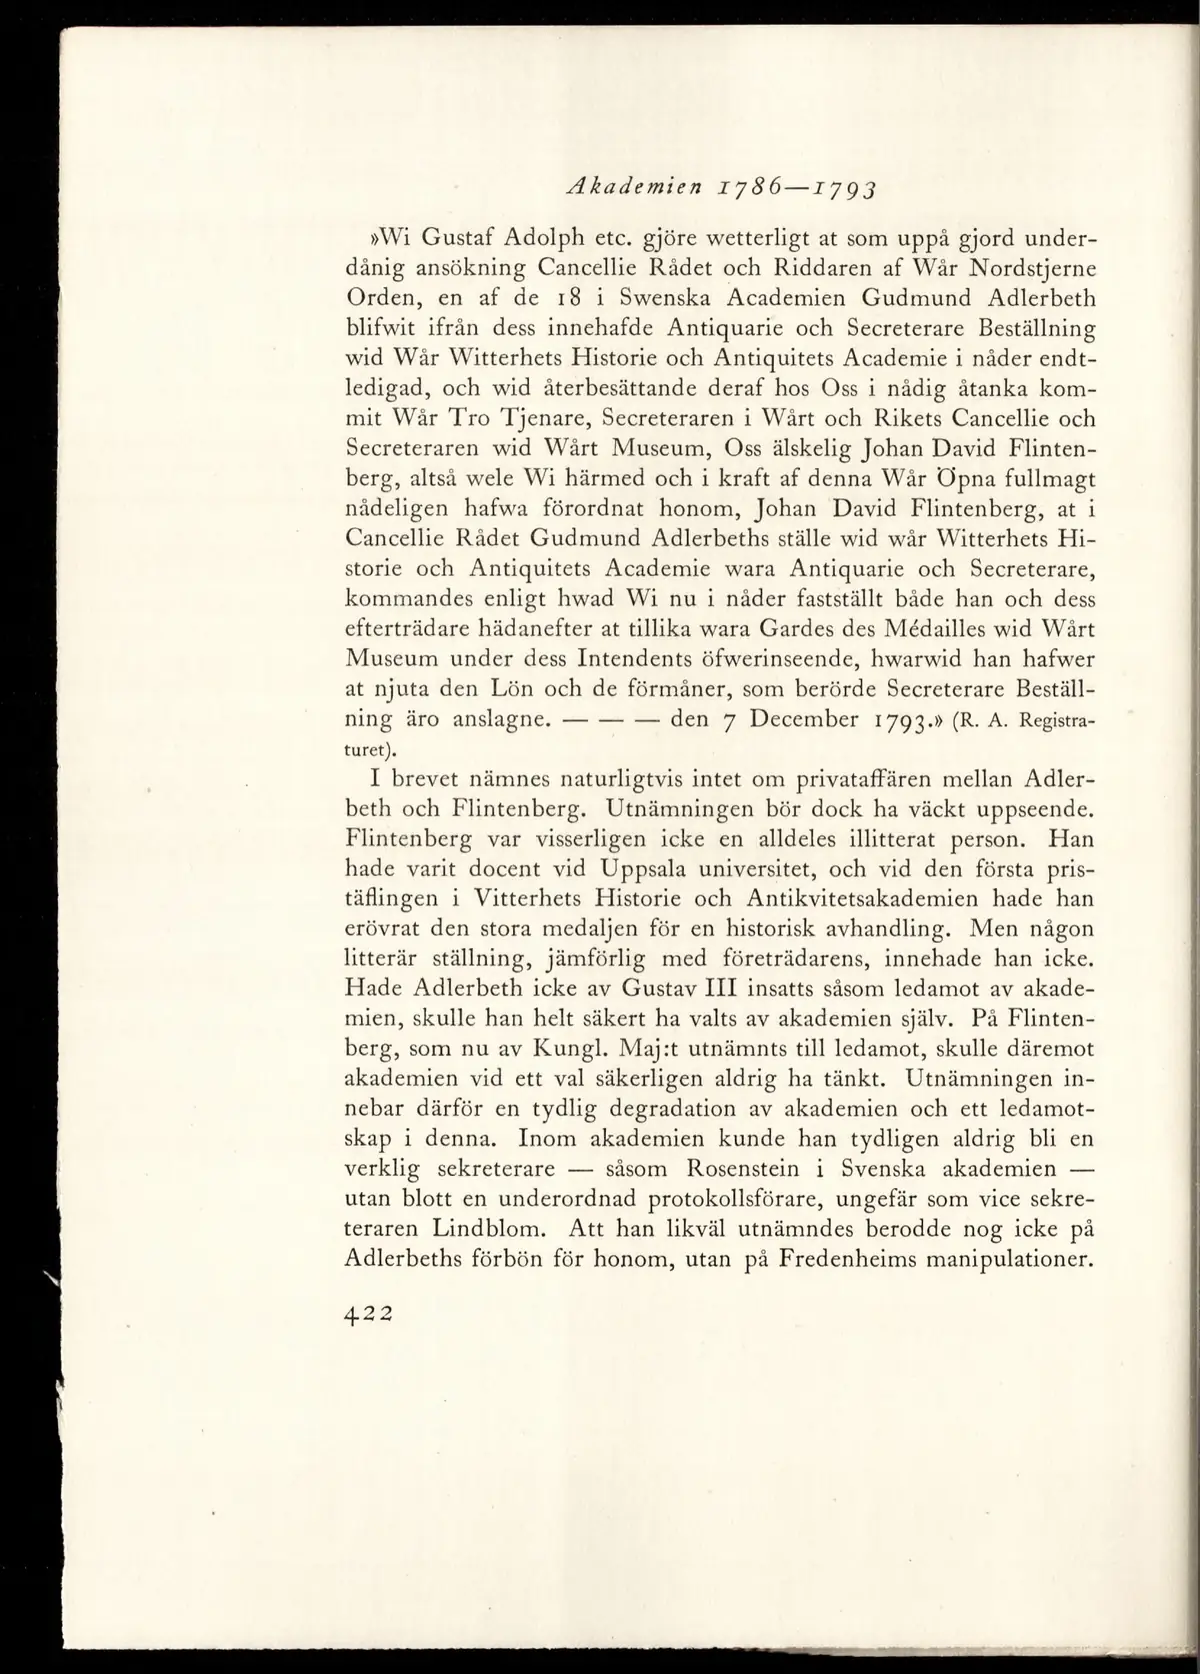 Akademien 1786—1793
»Wi Gustaf Adolph etc. gjöre wetterligt at som uppå gjord under-
dånig ansökning Cancellie Rådet och Riddaren af Wår Nordstjerne
Orden, en af de 18 i Swenska Academien Gudmund Adlerbeth
blifwit ifrån dess innehafde Antiquarie och Secreterare Beställning
wid Wår Witterhets Historie och Antiquitets Academie i nåder endt-
ledigad, och wid återbesättande deraf hos Oss i nådig åtanka kom-
mit Wår Tro Tjenare, Secreteraren i Wårt och Rikets Cancellie och
Secreteraren wid Wårt Museum, Oss älskelig Johan David Flinten-
berg, altså wele Wi härmed och i kraft af denna Wår Öpna fullmagt
nådeligen hafwa förordnat honom, Johan David Flintenberg, at i
Cancellie Rådet Gudmund Adlerbeths ställe wid wår Witterhets Hi-
storie och Antiquitets Academie wara Antiquarie och Secreterare,
kommandes enligt hwad Wi nu i nåder fastställt både han och dess
efterträdare hädanefter at tillika wara Gardes des Médailles wid Wårt
Museum under dess Intendents öfwerinseende, hwarwid han hafwer
at njuta den Lön och de förmåner, som berörde Secreterare Beställ-
ning äro anslagne. — — — den 7 December 1793.» (R. A. Registra-
turet).
I brevet nämnes naturligtvis intet om privataffären mellan Adler-
beth och Flintenberg. Utnämningen bör dock ha väckt uppseende.
Flintenberg var visserligen icke en alldeles illitterat person. Han
hade varit docent vid Uppsala universitet, och vid den första pris-
täflingen i Vitterhets Historie och Antikvitetsakademien hade han
erövrat den stora medaljen för en historisk avhandling. Men någon
litterär ställning, jämförlig med företrädarens, innehade han icke.
Hade Adlerbeth icke av Gustav III insatts såsom ledamot av akade-
mien, skulle han helt säkert ha valts av akademien själv. På Flinten-
berg, som nu av Kungl. Maj:t utnämnts till ledamot, skulle däremot
akademien vid ett val säkerligen aldrig ha tänkt. Utnämningen in-
nebar därför en tydlig degradation av akademien och ett ledamot-
skap i denna. Inom akademien kunde han tydligen aldrig bli en
verklig sekreterare — såsom Rosenstein i Svenska akademien —
utan blott en underordnad protokollsförare, ungefär som vice sekre-
teraren Lindblom. Att han likväl utnämndes berodde nog icke på
Adlerbeths förbön för honom, utan på Fredenheims manipulationer.
422